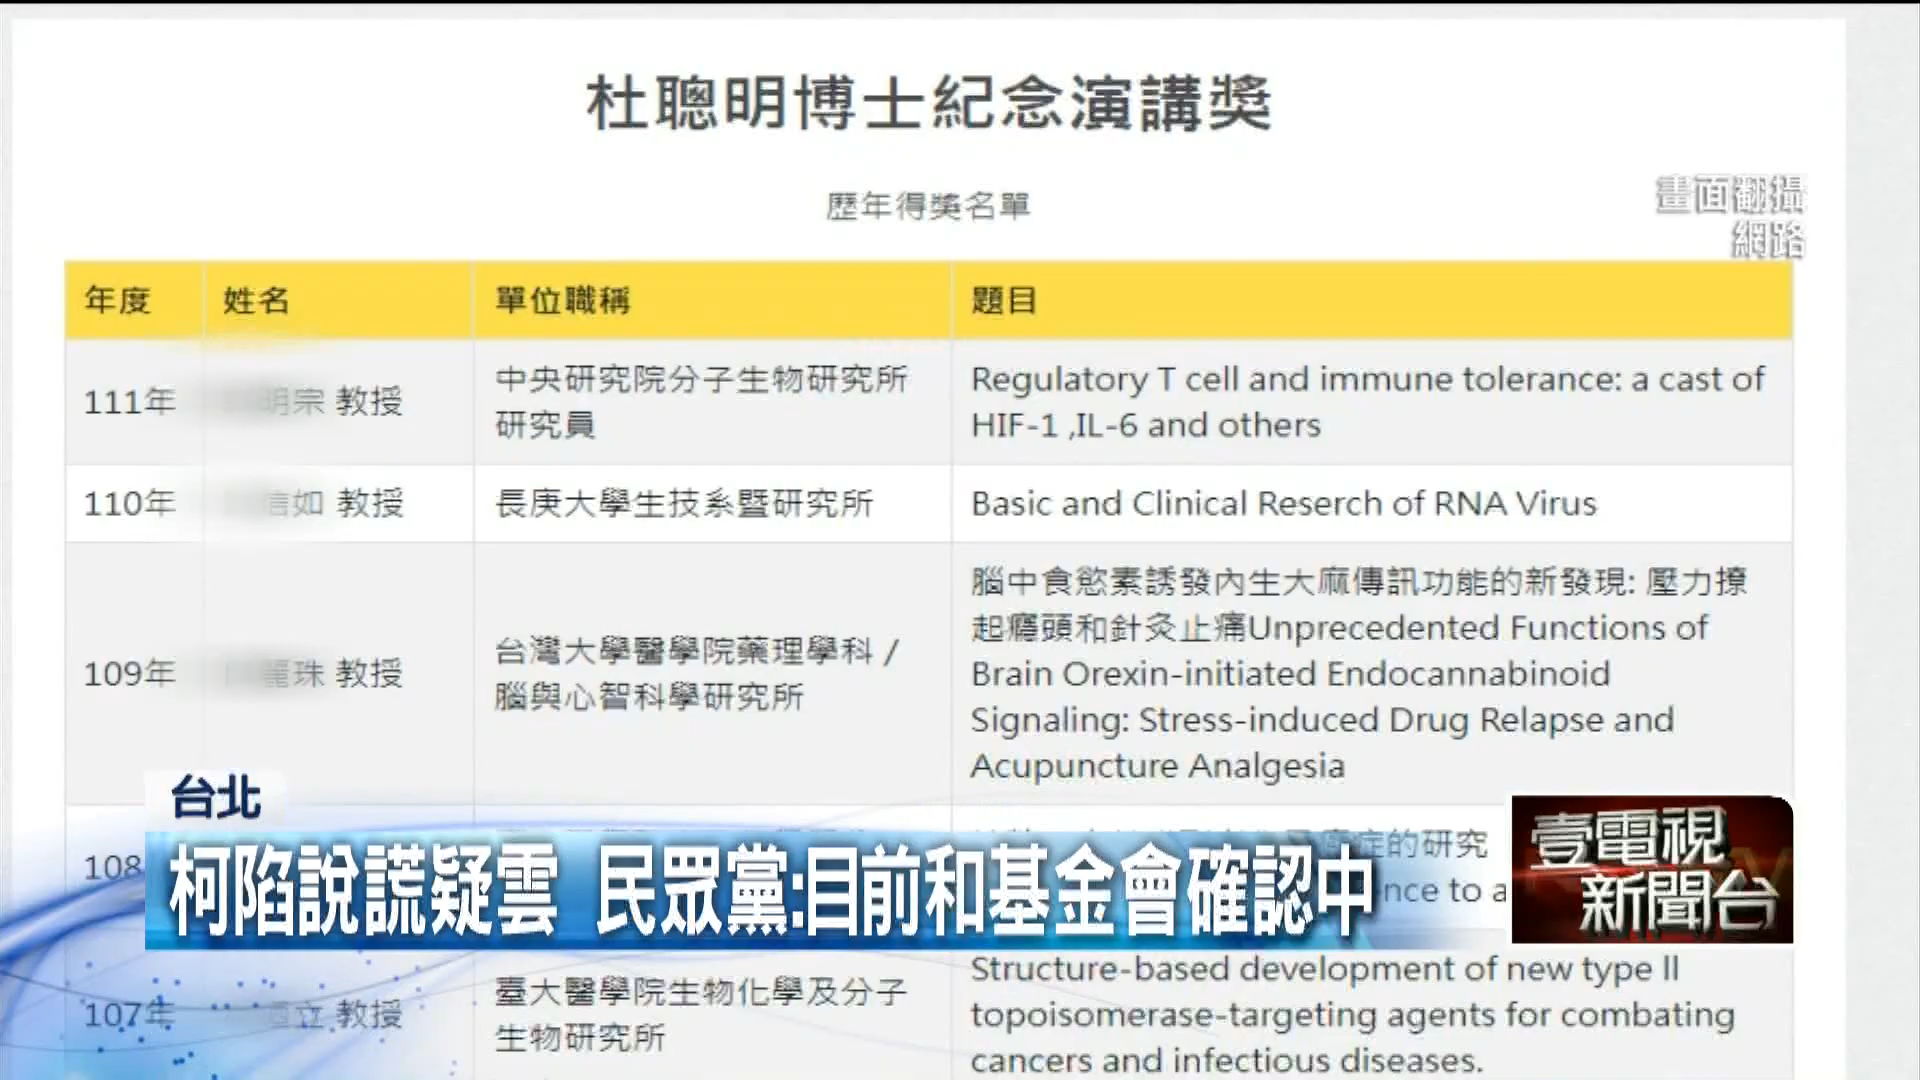 杜聰明博士紀念演講獎
歷年得獎名單
畫面翻攝
網路
年度 姓名 單位職稱 題目
111年 明宗 教授 中央研究院分子生物研究所
研究員
Regulatory T cell and immune tolerance: a cast of
HIF-1 ,IL-6 and others
110年 信如 教授 長庚大學生技系暨研究所 Basic and Clinical Reserch of RNA Virus
109年 麗珠 教授 台灣大學醫學院藥理學科 /
腦與心智科學研究所
腦中食慾素誘發內生大麻傳訊功能的新發現: 壓力撩
起癮頭和針灸止痛Unprecedented Functions of
Brain Orexin-initiated Endocannabinoid
Signaling: Stress-induced Drug Relapse and
Acupuncture Analgesia
108 症的研究
nce to a
107年 迺立 教授 臺大醫學院生物化學及分子
生物研究所
Structure-based development of new type II
topoisomerase-targeting agents for combating
cancers and infectious diseases.
台北
柯陷說謊疑雲 民眾黨:目前和基金會確認中
壹電視
新聞台